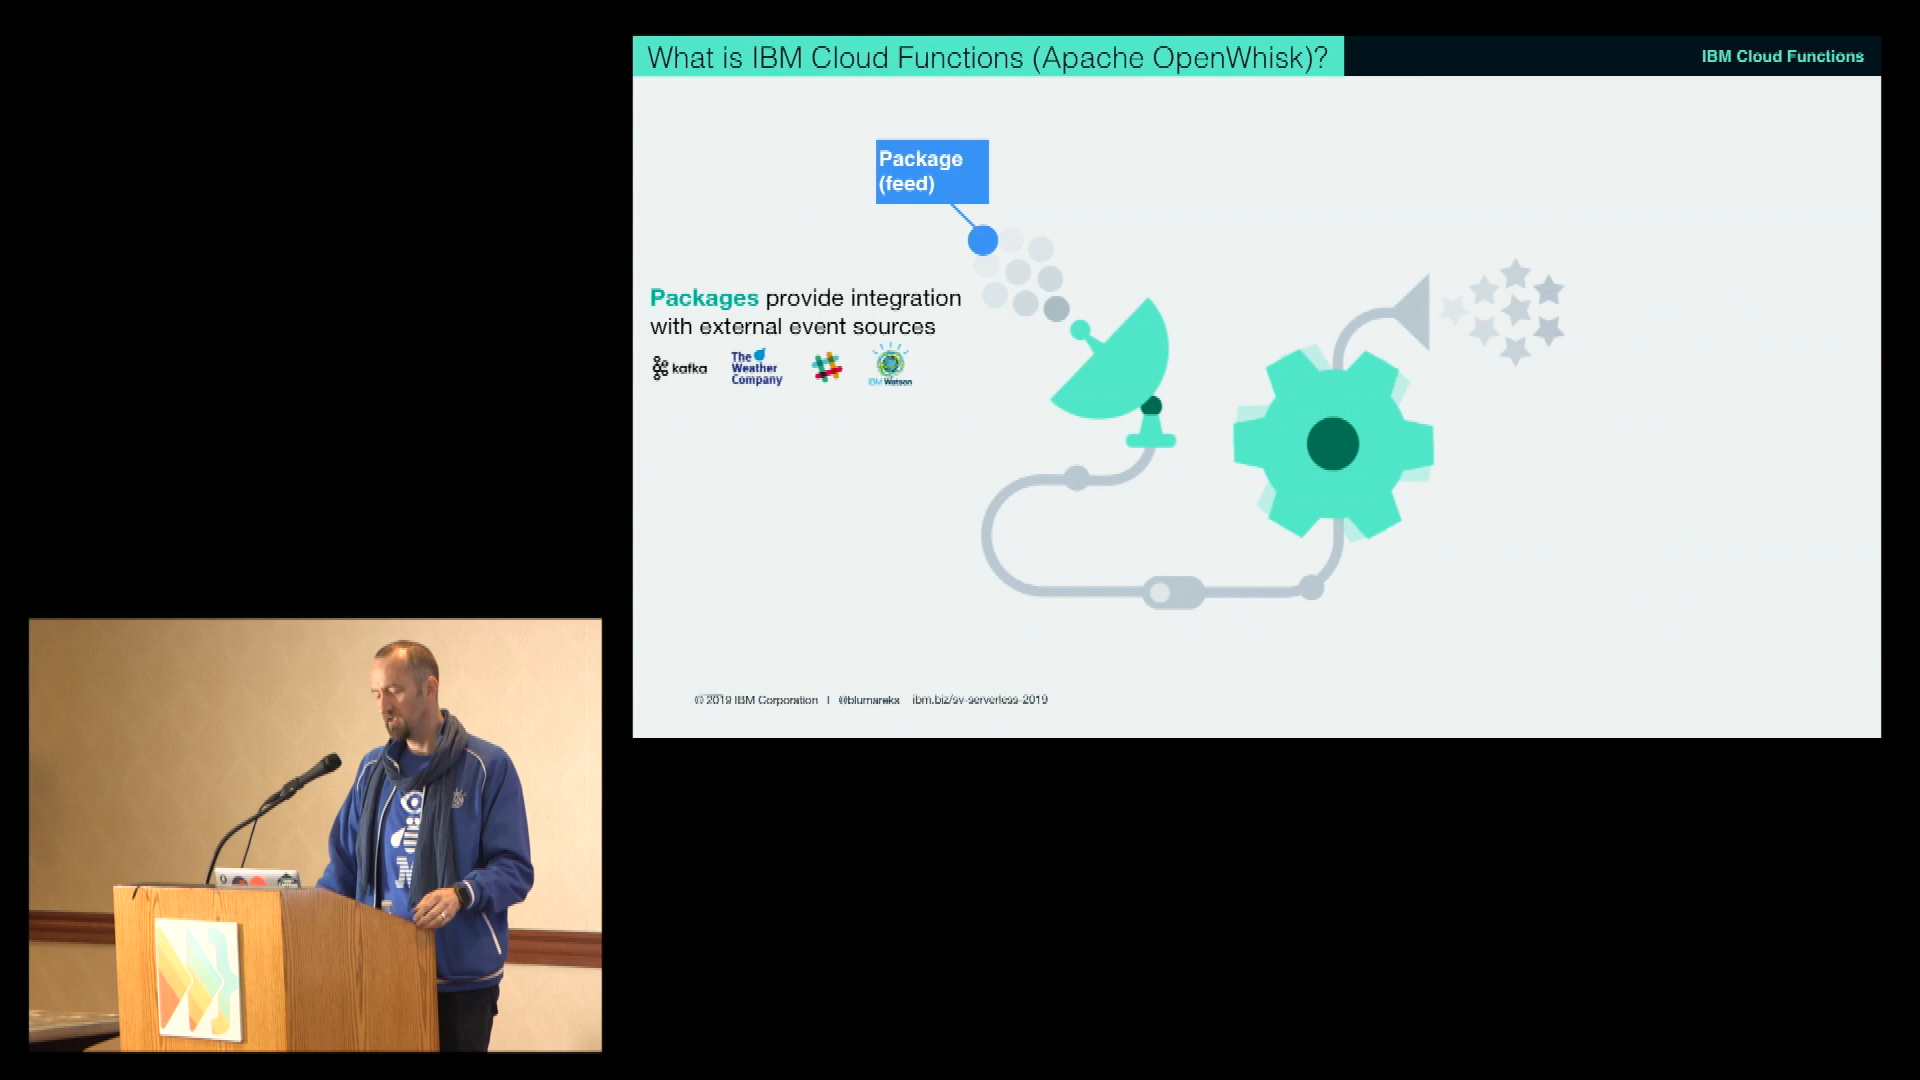 What is IBM Cloud Functions (Apache OpenWhisk)?
IBM Cloud Functions
Package
(feed)
Packages provide integration
with external event sources
kafka
The
Weather
Company
IBM Watson
© 2019 IBM Corporation | @blumareks ibm.biz/sv-serverless-2019